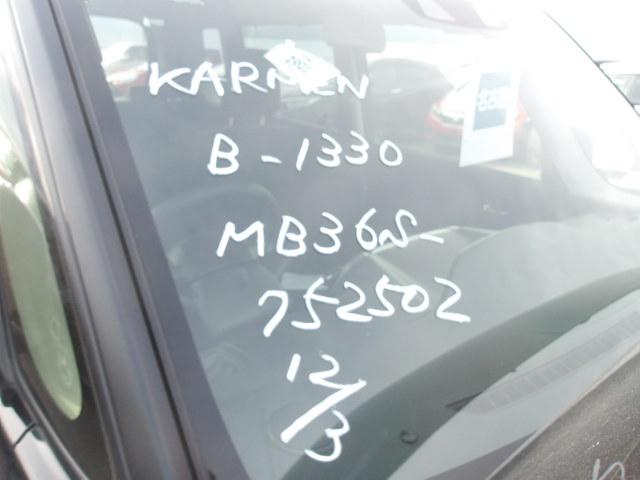 KARMEN
B-1330
MB36S-
752502
12/3